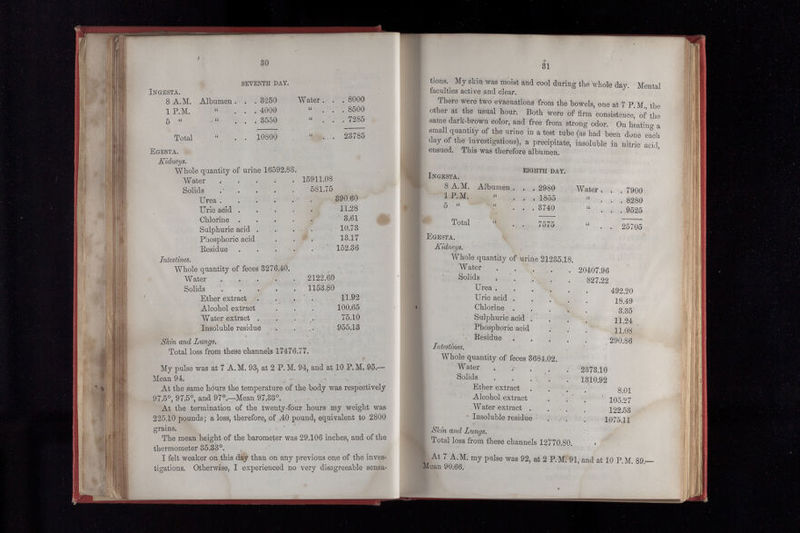 30
SEVENTH DAY.
INGESTA.
8 A.M. Albumen . . . 3250 Water . . . 8000
1 P.M. " . . . 4000 " . . . 8500
5 " " . . . 3550 " . . . 7285
Total " . . 10800 " . . 23785
EGESTA.
Kidneys.
Whole quantity of urine 16592.83.
Water . . . . . 15911.08
Solids . . . . . 581.75
Urea . . . . . 390.60
Uric acid . . . . 11.28
Chlorine . . . . 3.61
Sulphuric acid . . . 10.73
Phosphoric acid . . . 13.17
Residue . . . . 152.36
Intestines.
Whole quantity of feces 3276.40.
Water . . . . . 2122.60
Solids . . . . . 1153.80
Ether extract . . . . 11.92
Alcohol extract . . . 100.65
Water extract . . . . 75.10
Insoluble residue . . . 955.13
Skin and Lungs.
Total loss from these channels 17476.77.
My pulse was at 7 A.M. 93, at 2 P.M. 94, and at 10 P.M. 95.—
Mean 94.
At the same hours the temperature of the body was respectively
97.5°, 97.5°, and 97°.—Mean 97.33°.
At the termination of the twenty-four hours my weight was
225.10 pounds; a loss, therefore, of .40 pound, equivalent to 2800
grains.
The mean height of the barometer was 29.106 inches, and of the
thermometer 35.33°.
I felt weaker on this day than on any previous one of the inves-
tigations. Otherwise, I experienced no very disagreeable sensa-
31
tions. My skin was moist and cool during the whole day. Mental
faculties active and clear.
There were two evacuations from the bowels, one at 7 P.M., the
other at the usual hour. Both were of firm consistence, of the
same dark-brown color, and free from strong odor. On heating a
small quantity of the urine in a test tube (as had been done each
day of the investigations), a precipitate, insoluble in nitric acid,
ensued. This was therefore albumen.
EIGHTH DAY.
INGESTA.
8 A.M. Albumen . . . 2980 Water . . . 7900
1 P.M. " . . . 1855 " . . . 8280
5 " " . . . 3740 " . . . 9525
Total " . . 7575 " . . 25705
EGESTA.
Kidneys.
Whole quantity of urine 21235.18.
Water . . . . . 20407.96
Solids . . . . . 827.22
Urea . . . . . 492.20
Uric acid . . . . 18.49
Chlorine . . . . 3.35
Sulphuric acid . . . 11.24
Phosphoric acid . . . 11.08
Residue . . . . 290.86
Intestines.
Whole quantity of feces 3684.02.
Water . . . . . 2373.10
Solids . . . . . 1310.92
Ether extract . . . . 8.01
Alcohol extract . . . 105.27
Water extract . . . . 122.53
Insoluble residue . . . 1075.11
Skin and Lungs.
Total loss from these channels 12770.80.
At 7 A.M. my pulse was 92, at 2 P.M. 91, and at 10 P.M. 89.—
Mean 90.66.